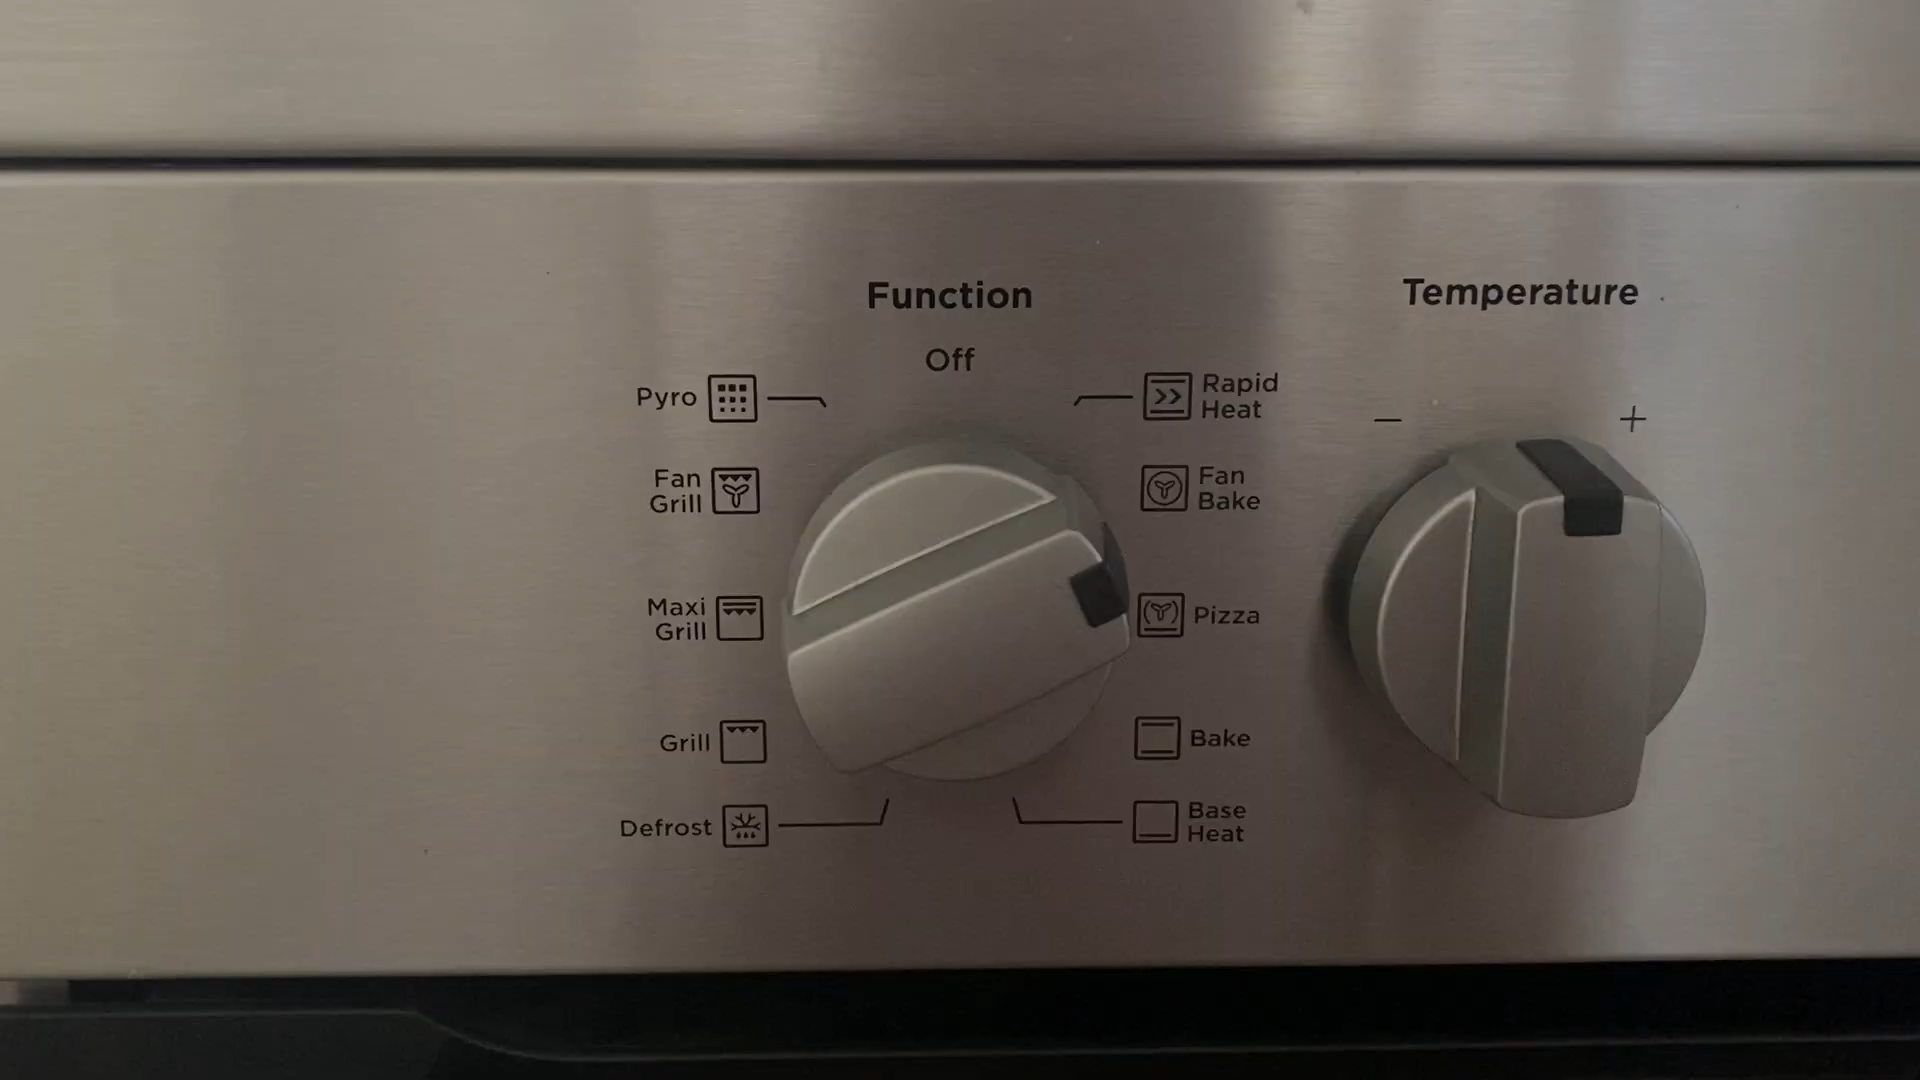 Function
Temperature
Off
Pyro
Rapid
Heat
− +
Fan
Grill
Fan
Bake
Maxi
Grill
Pizza
Grill
Bake
Defrost
Base
Heat